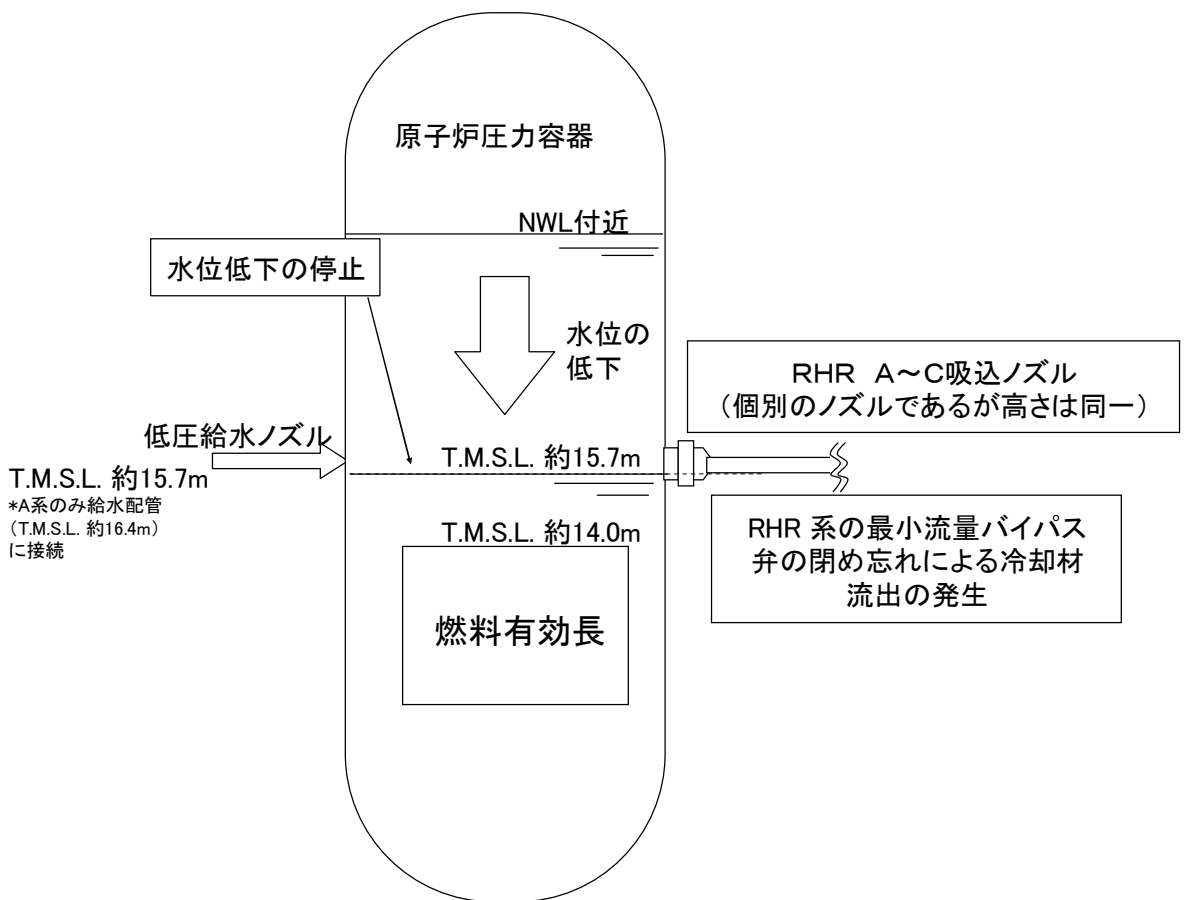 原子炉圧力容器
NWL付近
水位低下の停止
水位の
低下
RHR A~C吸込ノズル
(個別のノズルであるが高さは同一)
低圧給水ノズル
T.M.S.L. 約15.7m
T.M.S.L. 約15.7m
*A系のみ給水配管
(T.M.S.L. 約16.4m)
に接続
T.M.S.L. 約14.0m
RHR 系の最小流量バイパス
弁の閉め忘れによる冷却材
流出の発生
燃料有効長